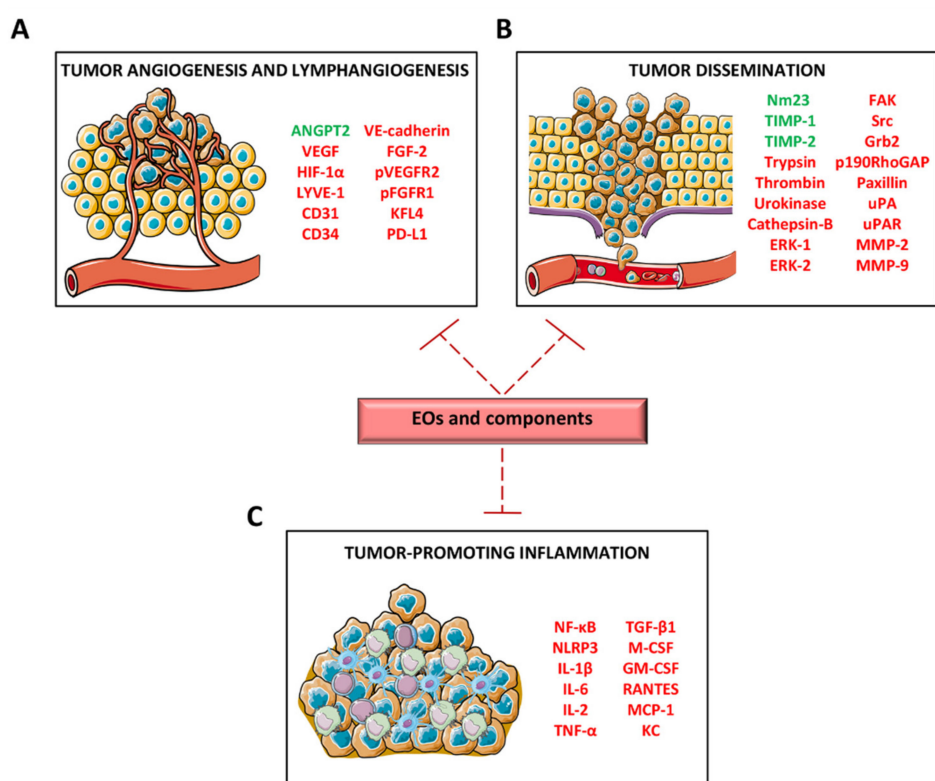 A
TUMOR ANGIOGENESIS AND LYMPHANGIOGENESIS
ANGPT2 VE-cadherin
VEGF FGF-2
HIF-1α pVEGFR2
LYVE-1 pFGFR1
CD31 KFL4
CD34 PD-L1
B
TUMOR DISSEMINATION
Nm23 FAK
TIMP-1 Src
TIMP-2 Grb2
Trypsin p190RhoGAP
Thrombin Paxillin
Urokinase uPA
Cathepsin-B uPAR
ERK-1 MMP-2
ERK-2 MMP-9
EOs and components
C
TUMOR-PROMOTING INFLAMMATION
NF-κB TGF-β1
NLRP3 M-CSF
IL-1β GM-CSF
IL-6 RANTES
IL-2 MCP-1
TNF-α KC